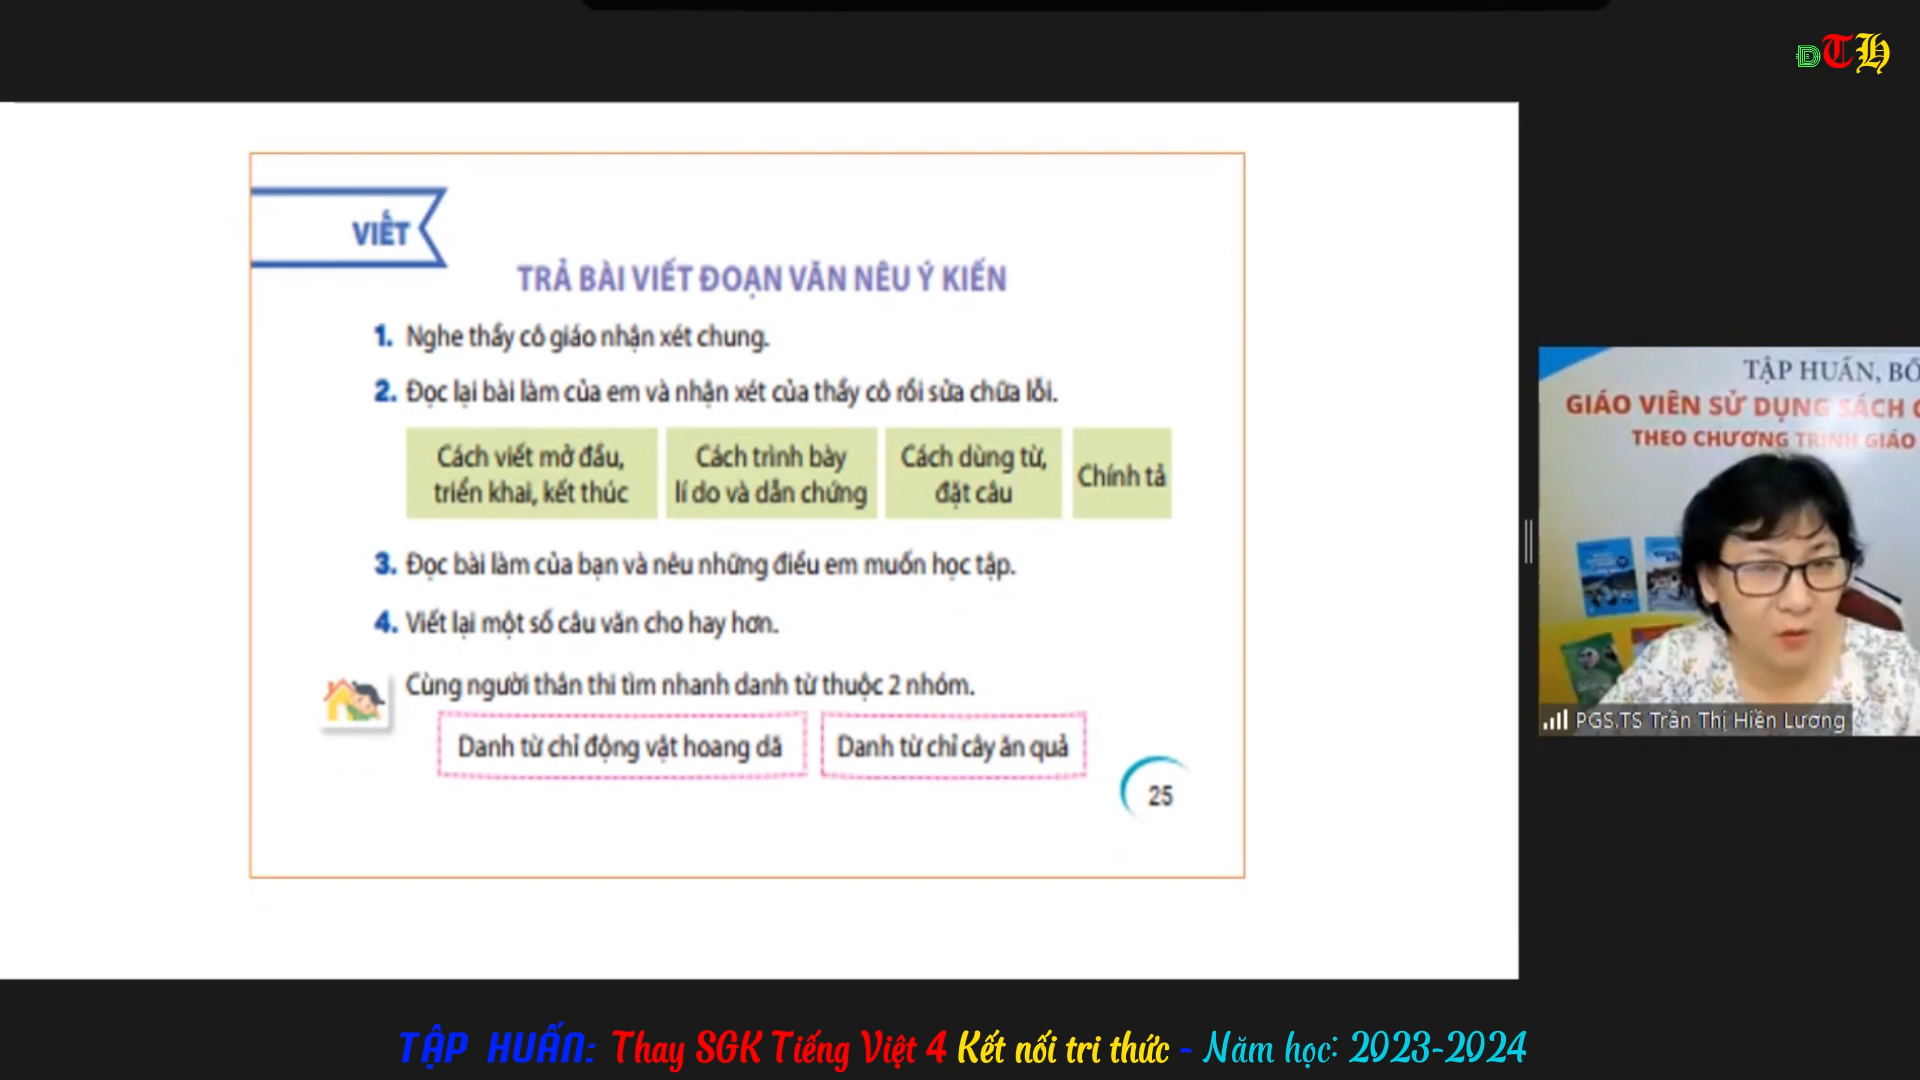 ĐTH
VIẾT
TRẢ BÀI VIẾT ĐOẠN VĂN NÊU Ý KIẾN
1. Nghe thầy cô giáo nhận xét chung.
2. Đọc lại bài làm của em và nhận xét của thầy cô rồi sửa chữa lỗi.
Cách viết mở đầu,
triển khai, kết thúc
Cách trình bày
lí do và dẫn chứng
Cách dùng từ,
đặt câu
Chính tả
3. Đọc bài làm của bạn và nêu những điều em muốn học tập.
4. Viết lại một số câu văn cho hay hơn.
Cùng người thân thi tìm nhanh danh từ thuộc 2 nhóm.
Danh từ chỉ động vật hoang dã
Danh từ chỉ cây ăn quả
25
TẬP HUẤN, BỒ
GIÁO VIÊN SỬ DỤNG SÁCH
THEO CHƯƠNG TRÌNH GIÁO
PGS.TS Trần Thị Hiền Lương
TẬP HUẤN: Thay SGK Tiếng Việt 4 Kết nối tri thức - Năm học: 2023-2024